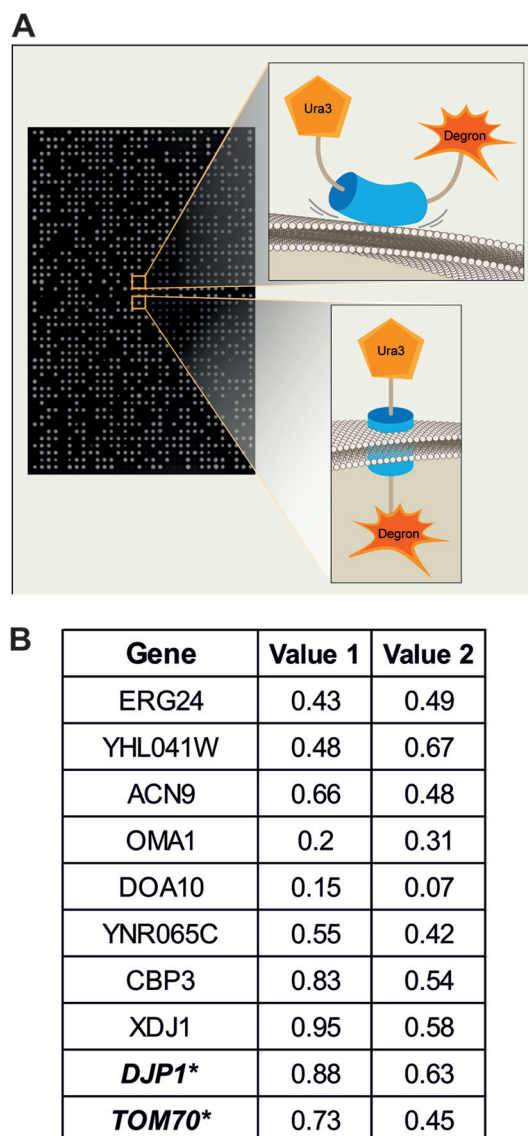 A
Ura3
Degron
Ura3
Degron
B
Gene Value 1 Value 2
ERG24 0.43 0.49
YHL041W 0.48 0.67
ACN9 0.66 0.48
OMA1 0.2 0.31
DOA10 0.15 0.07
YNR065C 0.55 0.42
CBP3 0.83 0.54
XDJ1 0.95 0.58
DJP1* 0.88 0.63
TOM70* 0.73 0.45